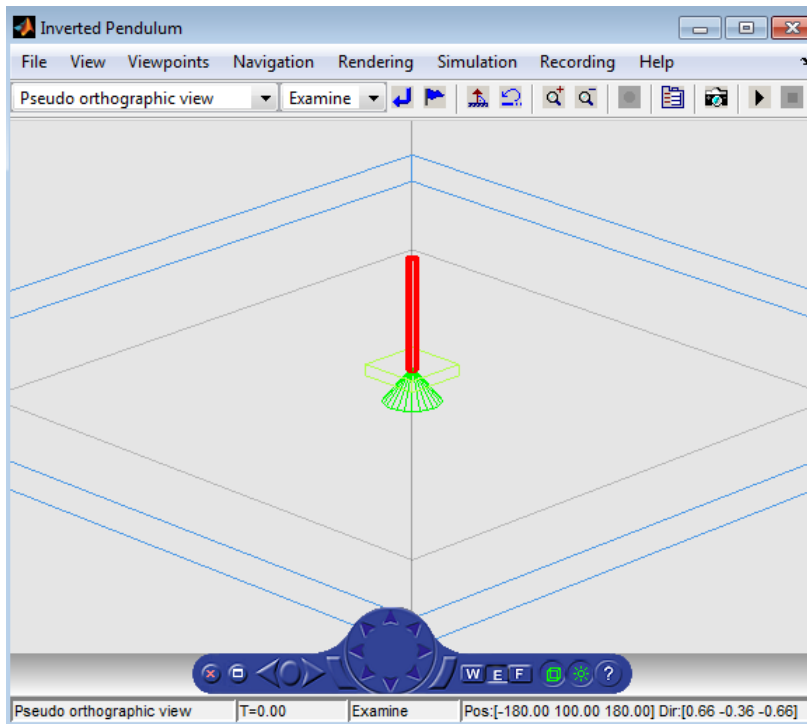 Inverted Pendulum
File View Viewpoints Navigation Rendering Simulation Recording Help
Pseudo orthographic view Examine
W E F ?
Pseudo orthographic view T=0.00 Examine Pos:[-180.00 100.00 180.00] Dir:[0.66 -0.36 -0.66]